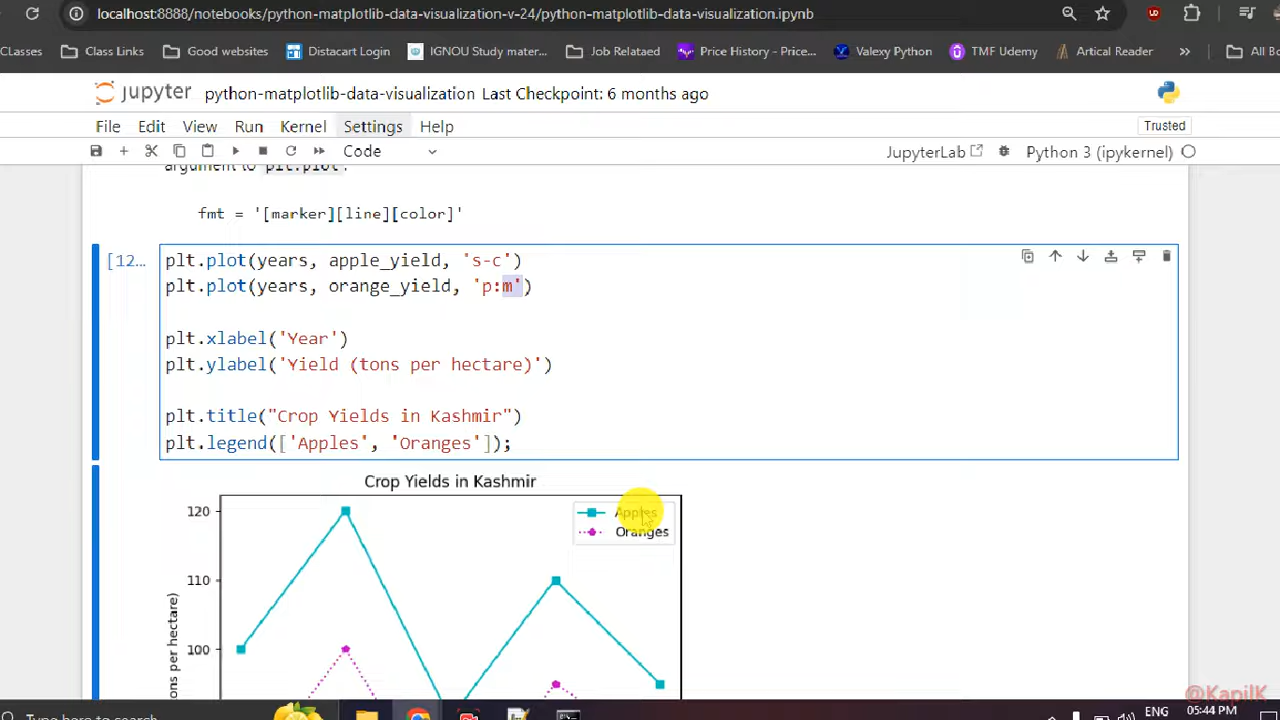 localhost:8888/notebooks/python-matplotlib-data-visualization-v-24/python-matplotlib-data-visualization.ipynb
Classes Class Links Good websites Distacart Login IGNOU Study mater... Job Relataed Price History - Price... Valexy Python TMF Udemy Artical Reader » All Bo
jupyter python-matplotlib-data-visualization Last Checkpoint: 6 months ago
File Edit View Run Kernel Settings Help Trusted
Code JupyterLab Python 3 (ipykernel)
argument to plt.plot:
fmt = '[marker][line][color]'
[12... plt.plot(years, apple_yield, 's-c')
plt.plot(years, orange_yield, 'p:m')
plt.xlabel('Year')
plt.ylabel('Yield (tons per hectare)')
plt.title("Crop Yields in Kashmir")
plt.legend(['Apples', 'Oranges']);
Crop Yields in Kashmir
120
Apples
Oranges
110
100
ons per hectare)
@KapilK
Type here to search
ENG 05:44 PM